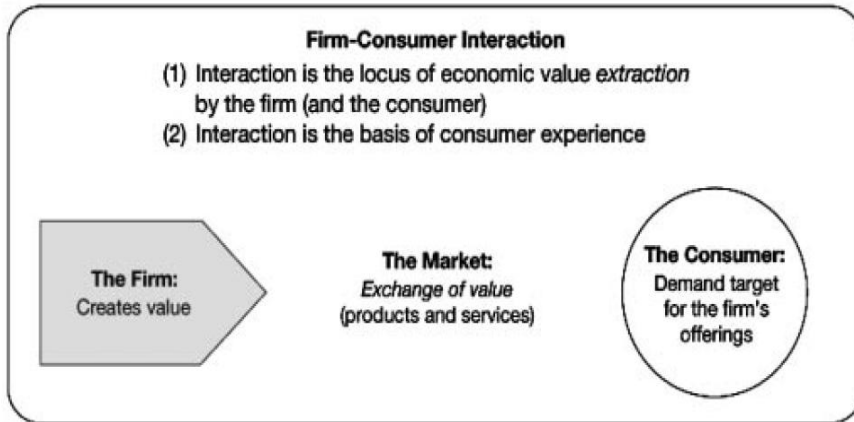 Firm-Consumer Interaction
(1) Interaction is the locus of economic value extraction
by the firm (and the consumer)
(2) Interaction is the basis of consumer experience
The Firm:
Creates value
The Market:
Exchange of value
(products and services)
The Consumer:
Demand target
for the firm's
offerings